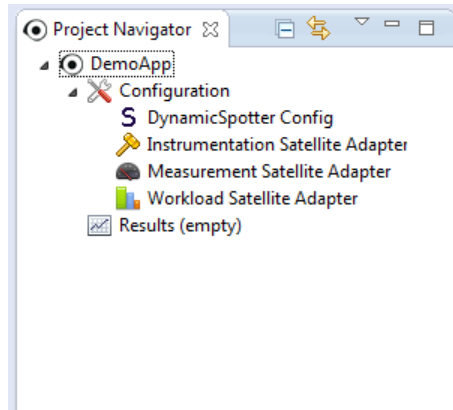 Project Navigator
DemoApp
Configuration
S DynamicSpotter Config
Instrumentation Satellite Adapter
Measurement Satellite Adapter
Workload Satellite Adapter
Results (empty)